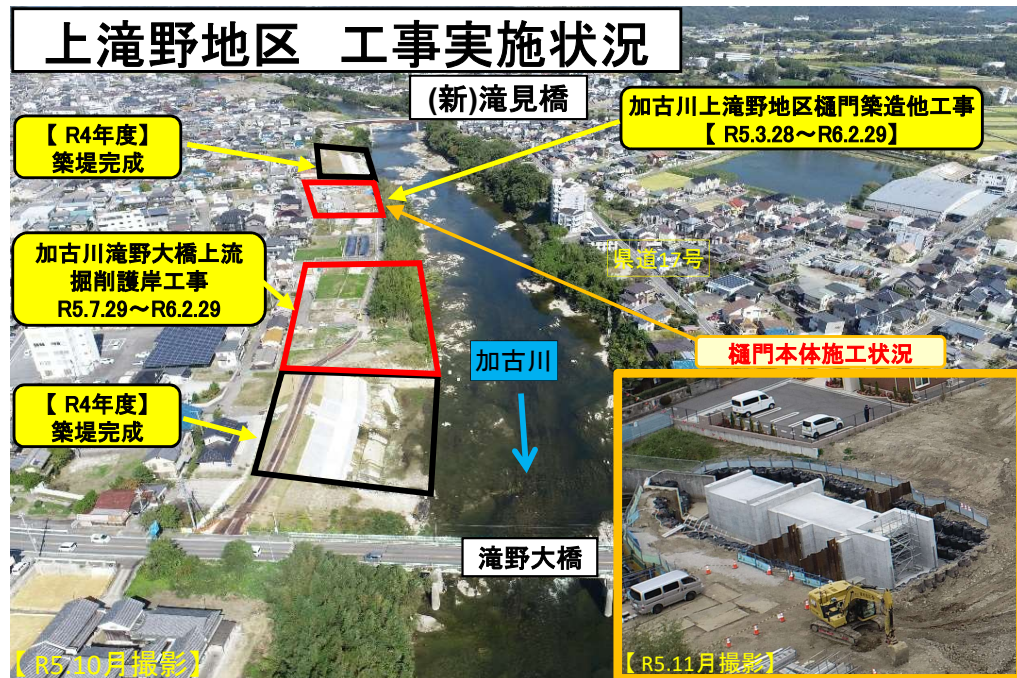 上滝野地区　工事実施状況
(新)滝見橋
加古川上滝野地区樋門築造他工事
【 R5.3.28～R6.2.29】
【 R4年度】
築堤完成
加古川滝野大橋上流
掘削護岸工事
R5.7.29～R6.2.29
県道17号
加古川
樋門本体施工状況
【 R4年度】
築堤完成
滝野大橋
【 R5.10月撮影】
【 R5.11月撮影】